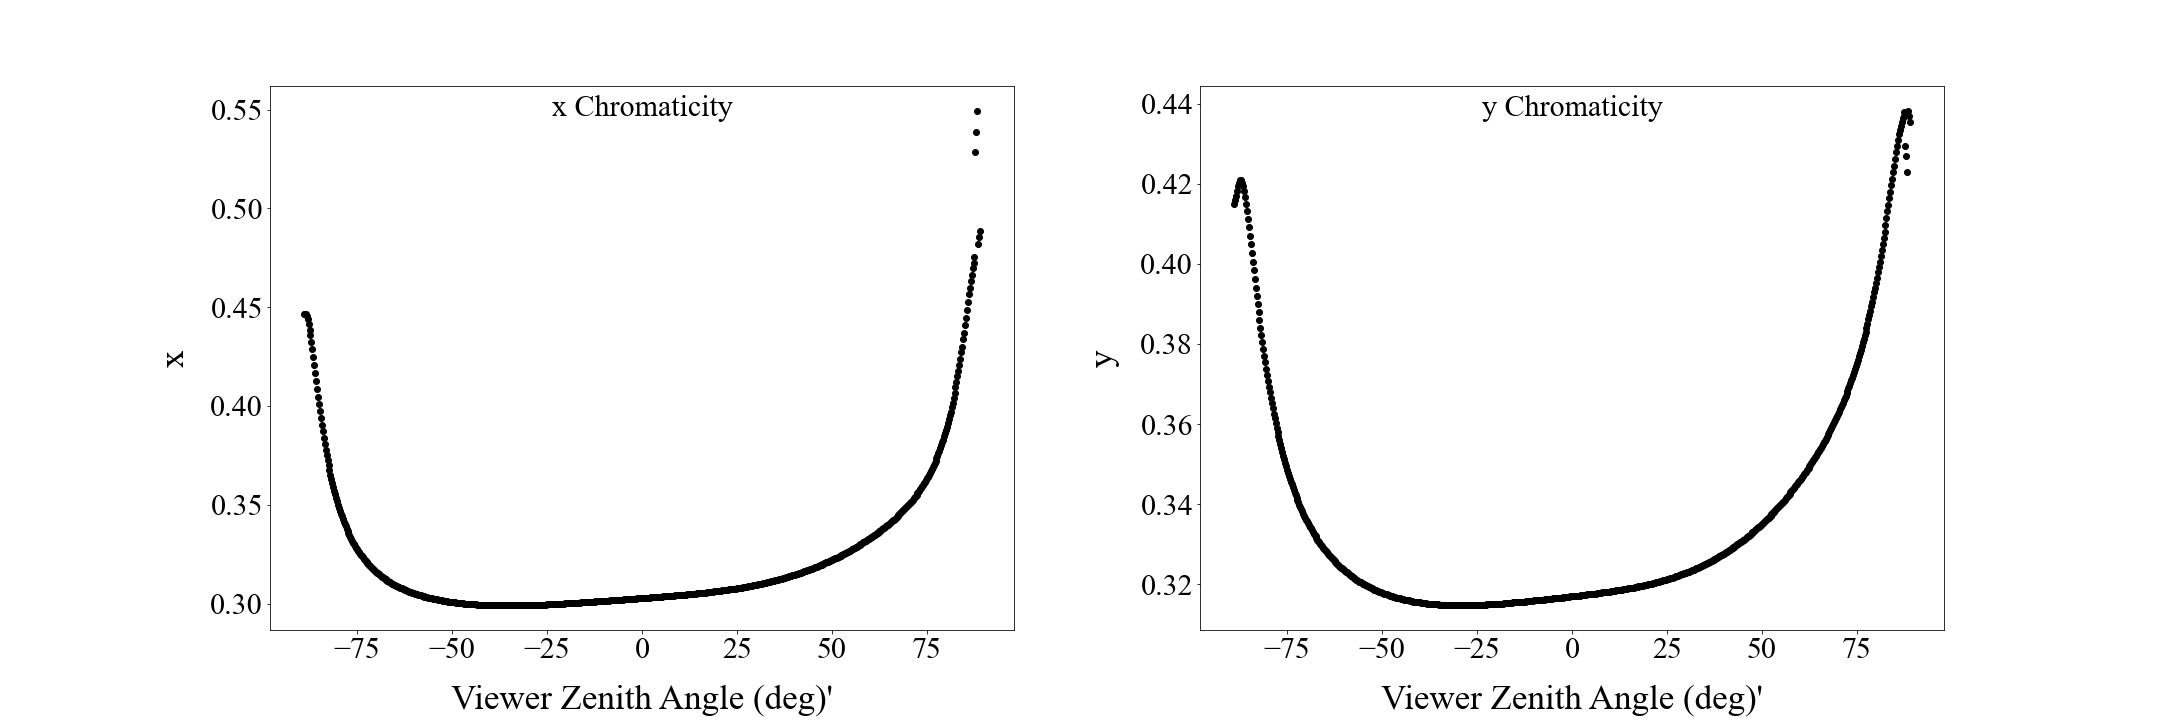 x Chromaticity
0.55
0.50
0.45
0.40
0.35
0.30
x
−75 −50 −25 0 25 50 75
Viewer Zenith Angle (deg)'
y Chromaticity
0.44
0.42
0.40
0.38
0.36
0.34
0.32
y
−75 −50 −25 0 25 50 75
Viewer Zenith Angle (deg)'